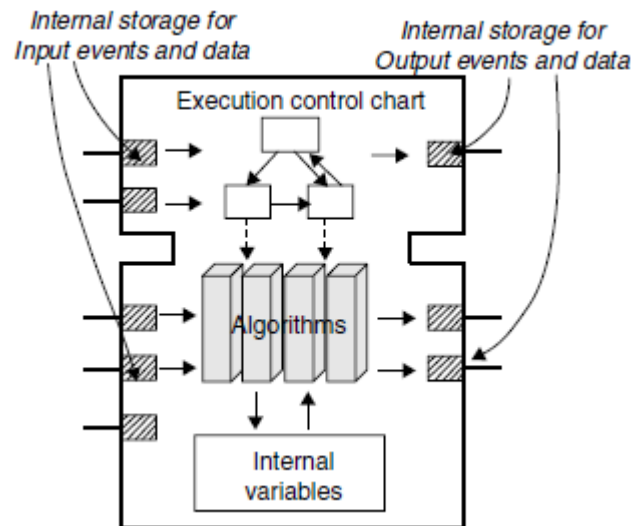 Internal storage for
Input events and data
Internal storage for
Output events and data
Execution control chart
Algorithms
Internal
variables